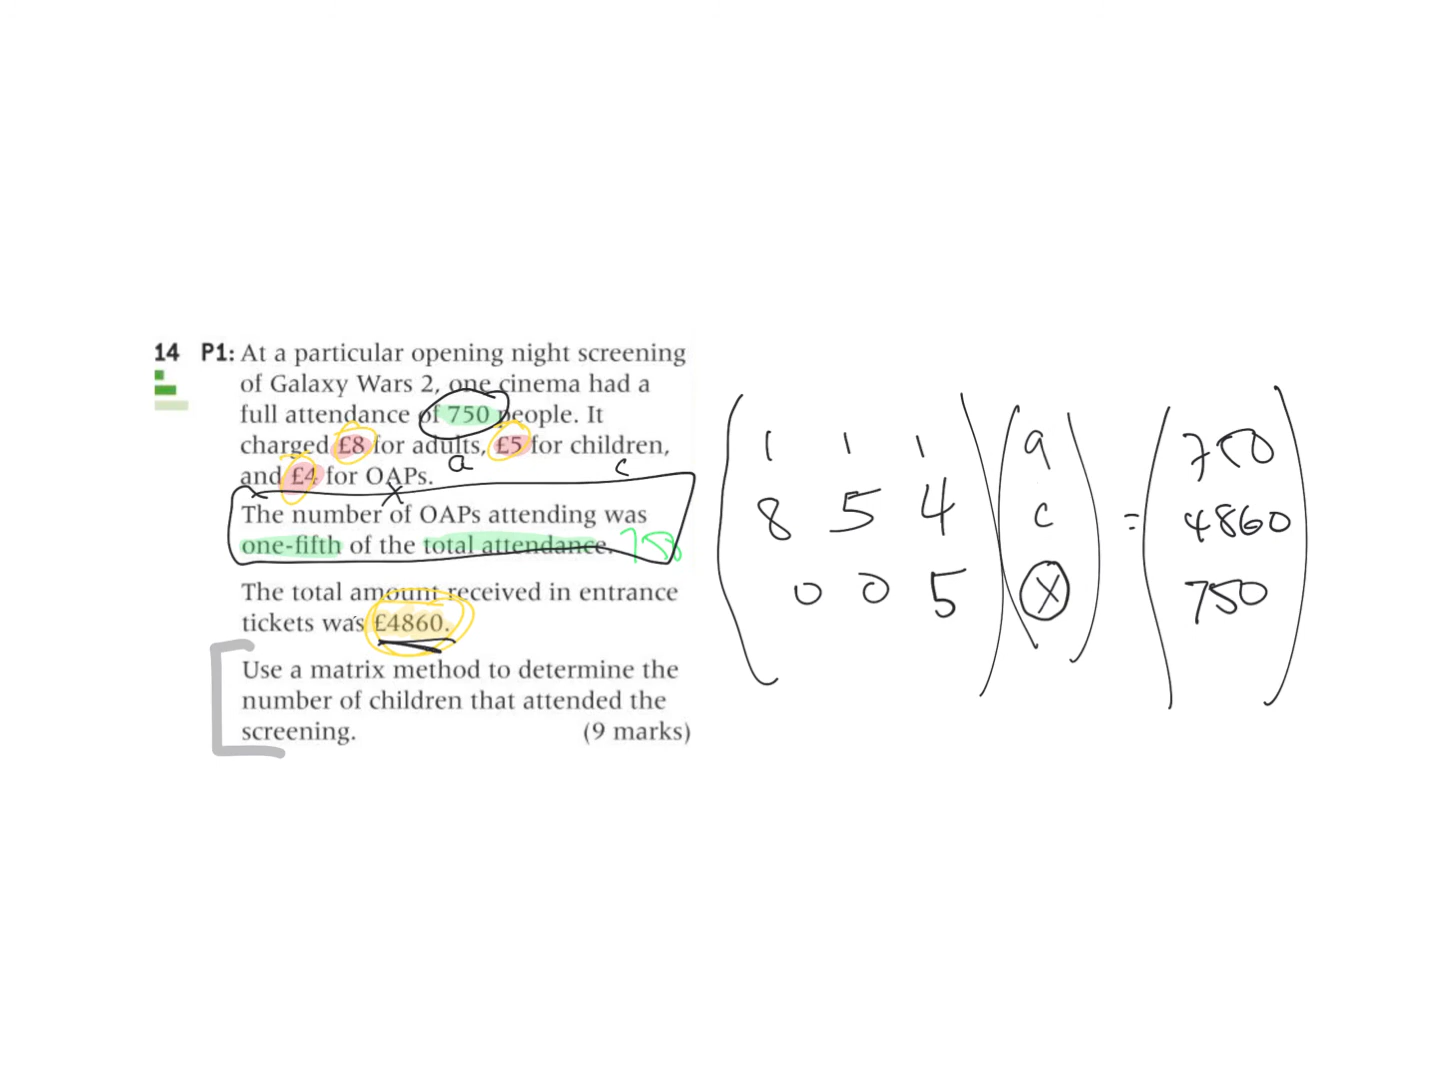 14 P1: At a particular opening night screening
of Galaxy Wars 2, one cinema had a
full attendance of 750 people. It
charged £8 for adults, £5 for children,
a c
and £4 for OAPs.
x
The number of OAPs attending was
one-fifth of the total attendance. 750
The total amount received in entrance
tickets was £4860.
Use a matrix method to determine the
number of children that attended the
screening. (9 marks)
1 1 1 a 750
8 5 4 c = 4860
0 0 5 x 750